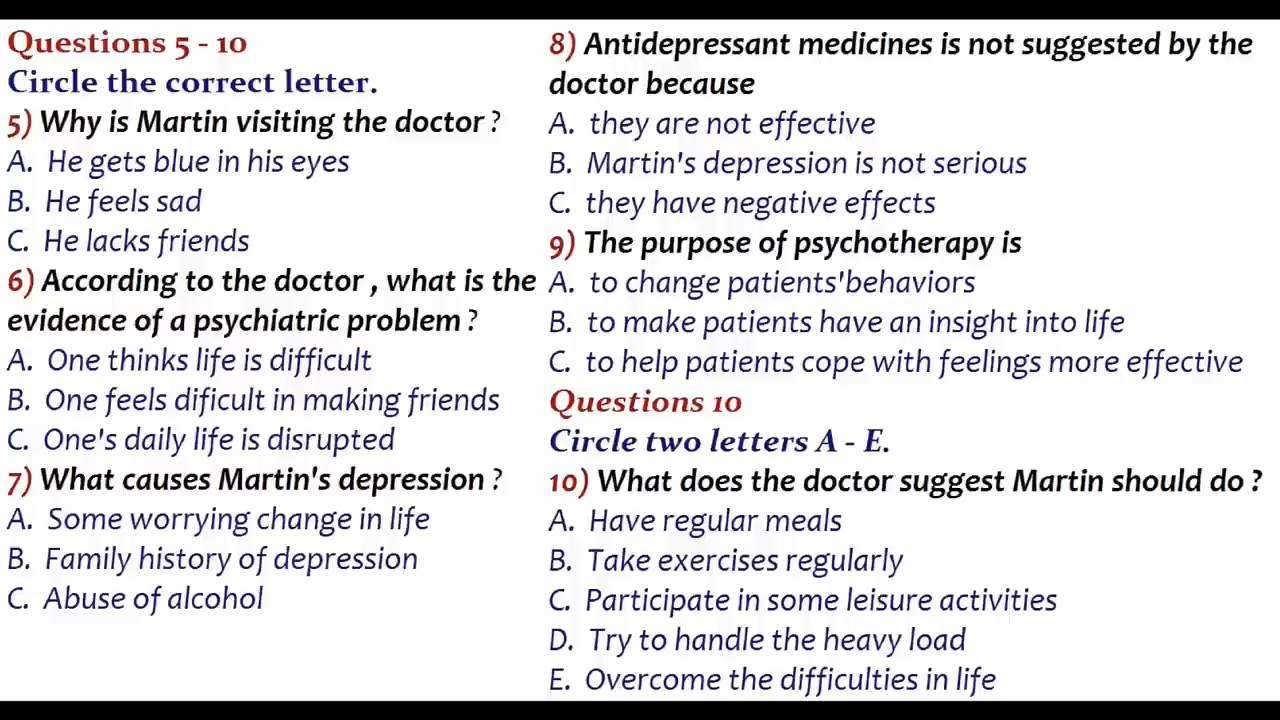 Questions 5 - 10
Circle the correct letter.
5) Why is Martin visiting the doctor ?
A. He gets blue in his eyes
B. He feels sad
C. He lacks friends
6) According to the doctor , what is the
evidence of a psychiatric problem ?
A. One thinks life is difficult
B. One feels dificult in making friends
C. One's daily life is disrupted
7) What causes Martin's depression ?
A. Some worrying change in life
B. Family history of depression
C. Abuse of alcohol
8) Antidepressant medicines is not suggested by the
doctor because
A. they are not effective
B. Martin's depression is not serious
C. they have negative effects
9) The purpose of psychotherapy is
A. to change patients'behaviors
B. to make patients have an insight into life
C. to help patients cope with feelings more effective
Questions 10
Circle two letters A - E.
10) What does the doctor suggest Martin should do ?
A. Have regular meals
B. Take exercises regularly
C. Participate in some leisure activities
D. Try to handle the heavy load
E. Overcome the difficulties in life